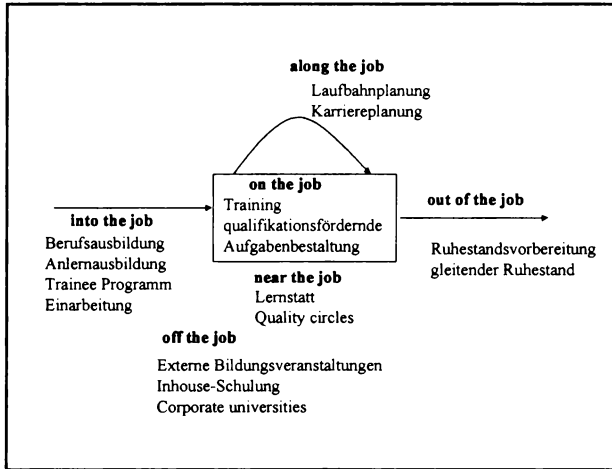 along the job
Laufbahnplanung
Karriereplanung
on the job
Training
qualifikationsfördernde
Aufgabenbestaltung
into the job
Berufsausbildung
Anlernausbildung
Trainee Programm
Einarbeitung
out of the job
Ruhestandsvorbereitung
gleitender Ruhestand
near the job
Lernstatt
Quality circles
off the job
Externe Bildungsveranstaltungen
Inhouse-Schulung
Corporate universities